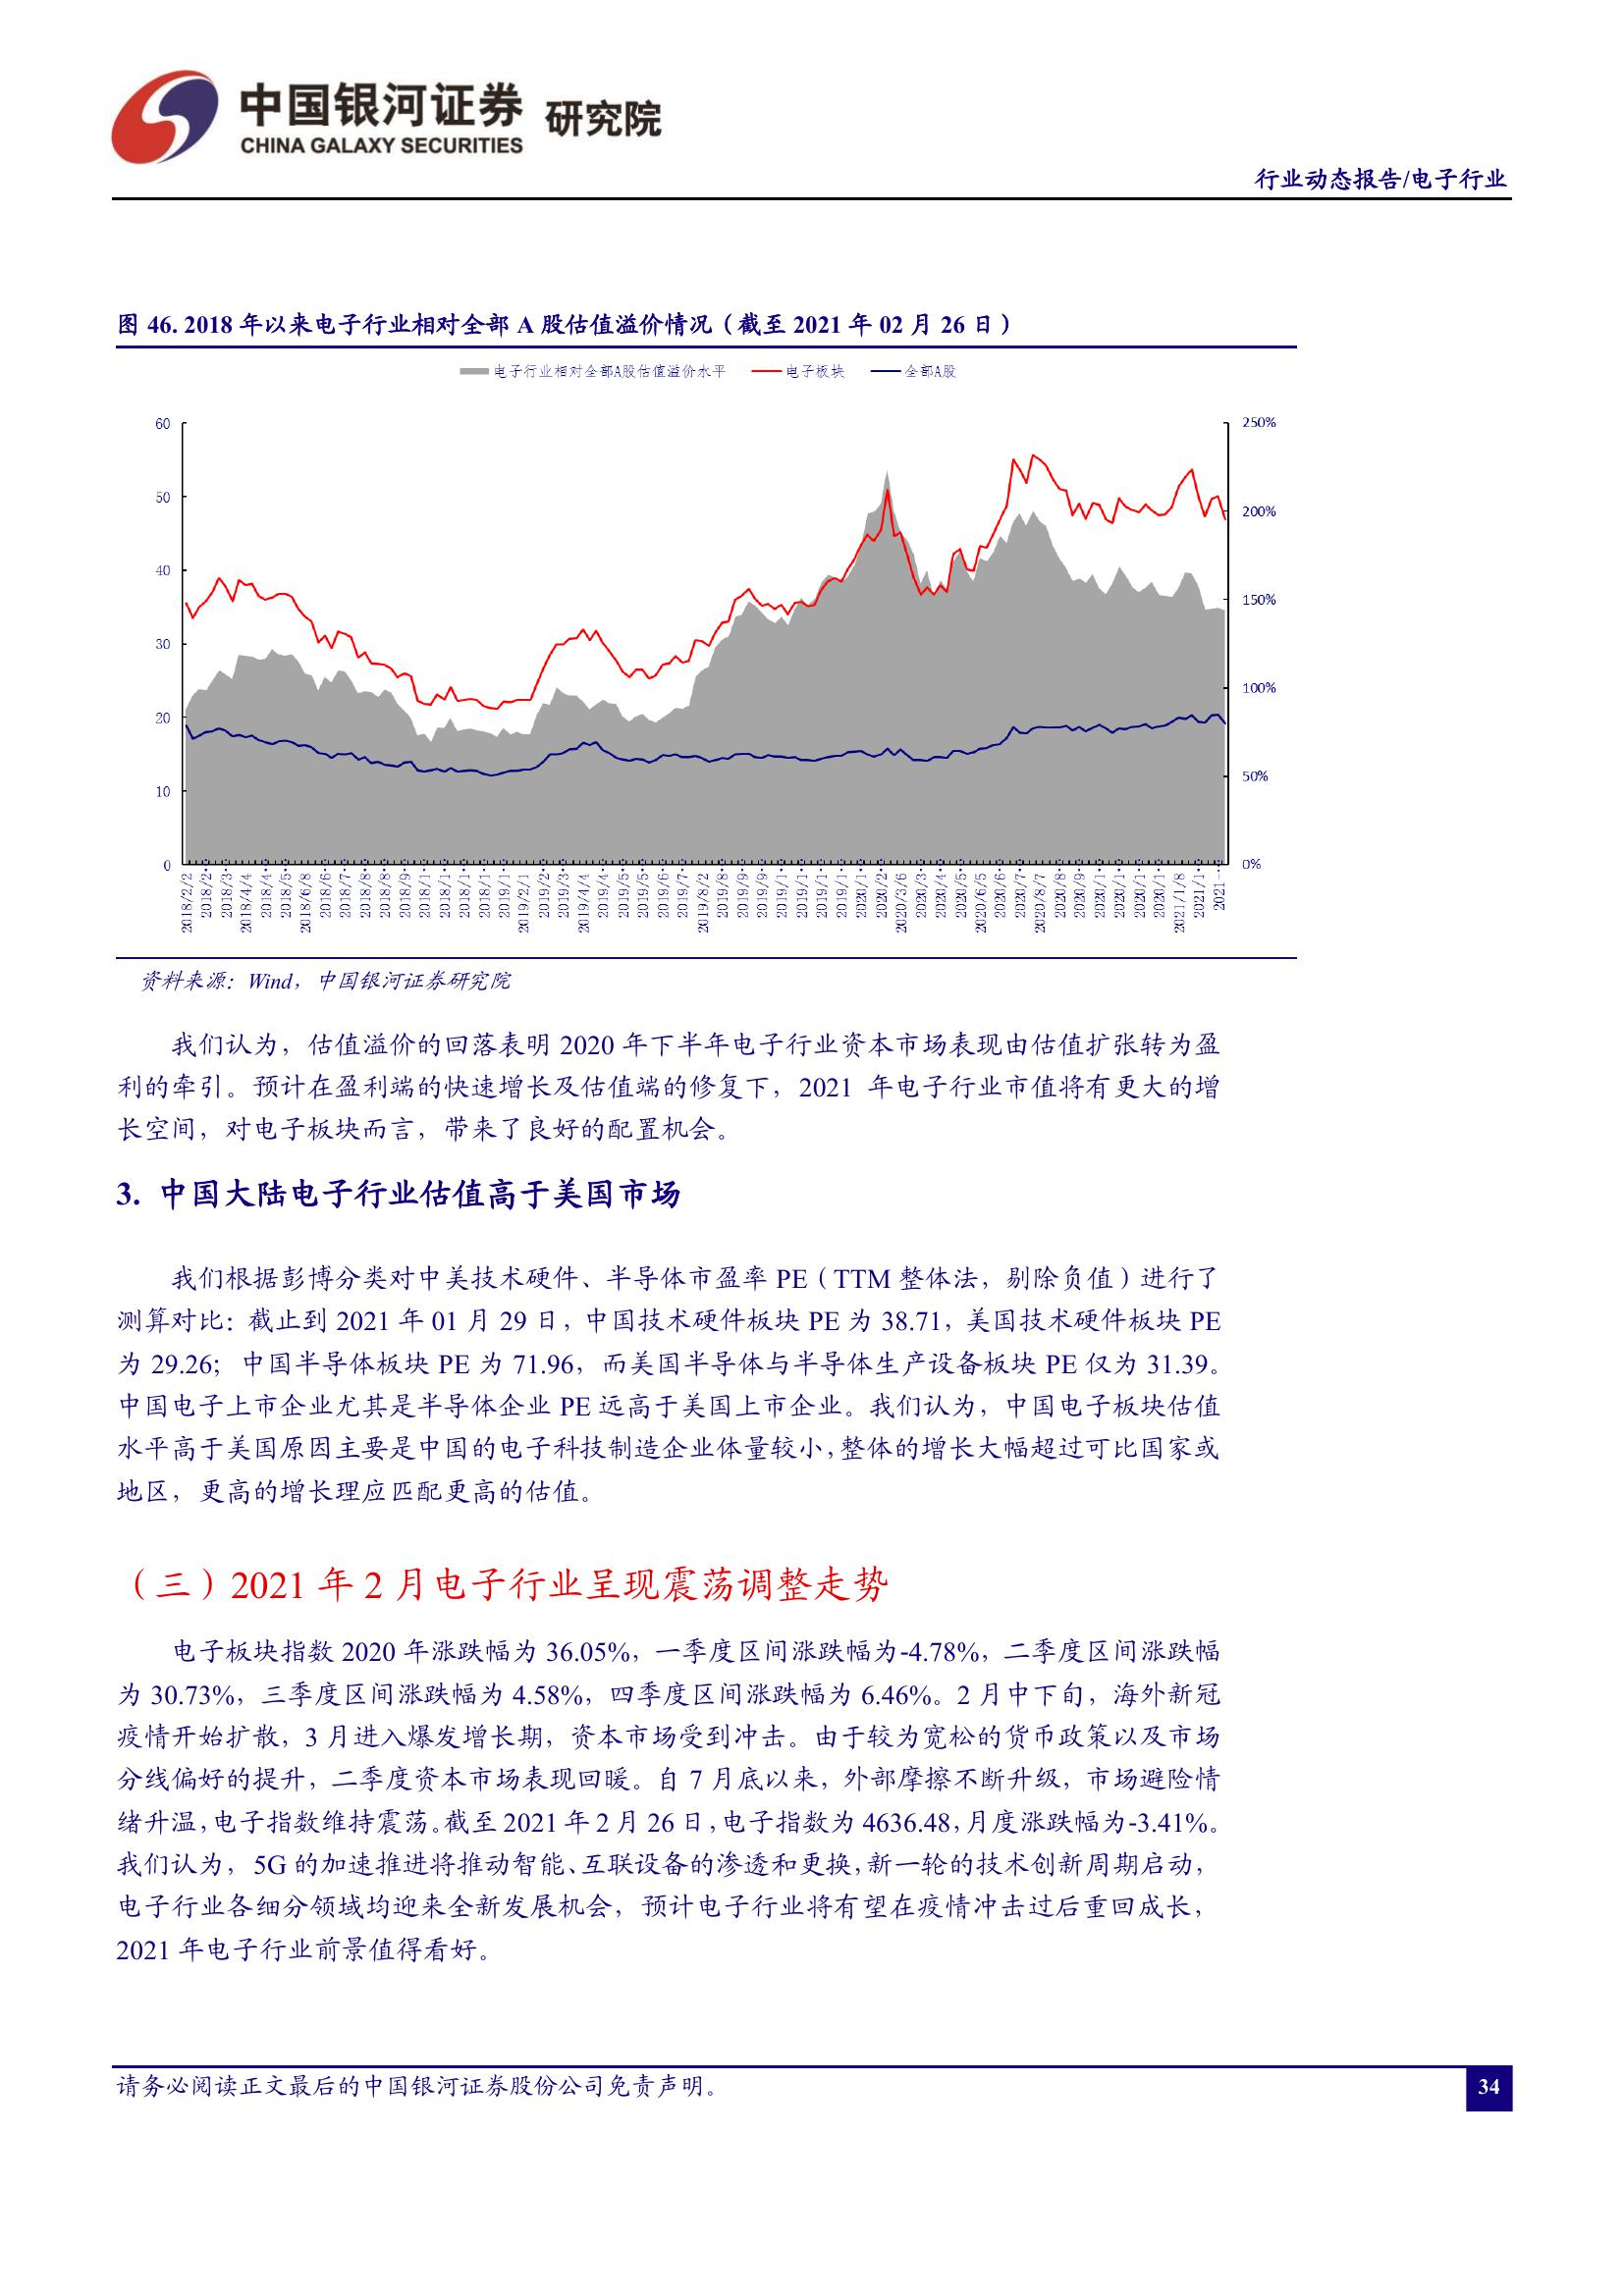 中国银河证券 研究院
CHINA GALAXY SECURITIES
行业动态报告/电子行业
图 46. 2018 年以来电子行业相对全部 A 股估值溢价情况（截至 2021 年 02 月 26 日）
电子行业相对全部A股估值溢价水平 电子板块 全部A股
60 250%
50 200%
40 150%
30 100%
20 50%
10 0%
0
2018/2/2 2018/2· 2018/3· 2018/4/4 2018/4· 2018/5· 2018/6/8 2018/6· 2018/7· 2018/8· 2018/8· 2018/9· 2018/1· 2018/1· 2018/1· 2018/1· 2019/1· 2019/2/1 2019/2· 2019/3· 2019/4/4 2019/4· 2019/5· 2019/5· 2019/6· 2019/7· 2019/8/2 2019/8· 2019/9· 2019/9· 2019/1· 2019/1· 2019/1· 2019/1· 2020/1· 2020/2· 2020/3/6 2020/3· 2020/4· 2020/5· 2020/6/5 2020/6· 2020/7· 2020/8/7 2020/8· 2020/9· 2020/1· 2020/1· 2020/1· 2020/1· 2021/1/8 2021/1· 2021···
资料来源：Wind，中国银河证券研究院
我们认为，估值溢价的回落表明 2020 年下半年电子行业资本市场表现由估值扩张转为盈
利的牵引。预计在盈利端的快速增长及估值端的修复下，2021 年电子行业市值将有更大的增
长空间，对电子板块而言，带来了良好的配置机会。
3. 中国大陆电子行业估值高于美国市场
我们根据彭博分类对中美技术硬件、半导体市盈率 PE（TTM 整体法，剔除负值）进行了
测算对比：截止到 2021 年 01 月 29 日，中国技术硬件板块 PE 为 38.71，美国技术硬件板块 PE
为 29.26；中国半导体板块 PE 为 71.96，而美国半导体与半导体生产设备板块 PE 仅为 31.39。
中国电子上市企业尤其是半导体企业 PE 远高于美国上市企业。我们认为，中国电子板块估值
水平高于美国原因主要是中国的电子科技制造企业体量较小，整体的增长大幅超过可比国家或
地区，更高的增长理应匹配更高的估值。
（三）2021 年 2 月电子行业呈现震荡调整走势
电子板块指数 2020 年涨跌幅为 36.05%，一季度区间涨跌幅为-4.78%，二季度区间涨跌幅
为 30.73%，三季度区间涨跌幅为 4.58%，四季度区间涨跌幅为 6.46%。2 月中下旬，海外新冠
疫情开始扩散，3 月进入爆发增长期，资本市场受到冲击。由于较为宽松的货币政策以及市场
分线偏好的提升，二季度资本市场表现回暖。自 7 月底以来，外部摩擦不断升级，市场避险情
绪升温，电子指数维持震荡。截至 2021 年 2 月 26 日，电子指数为 4636.48，月度涨跌幅为-3.41%。
我们认为，5G 的加速推进将推动智能、互联设备的渗透和更换，新一轮的技术创新周期启动，
电子行业各细分领域均迎来全新发展机会，预计电子行业将有望在疫情冲击过后重回成长，
2021 年电子行业前景值得看好。
请务必阅读正文最后的中国银河证券股份公司免责声明。
34